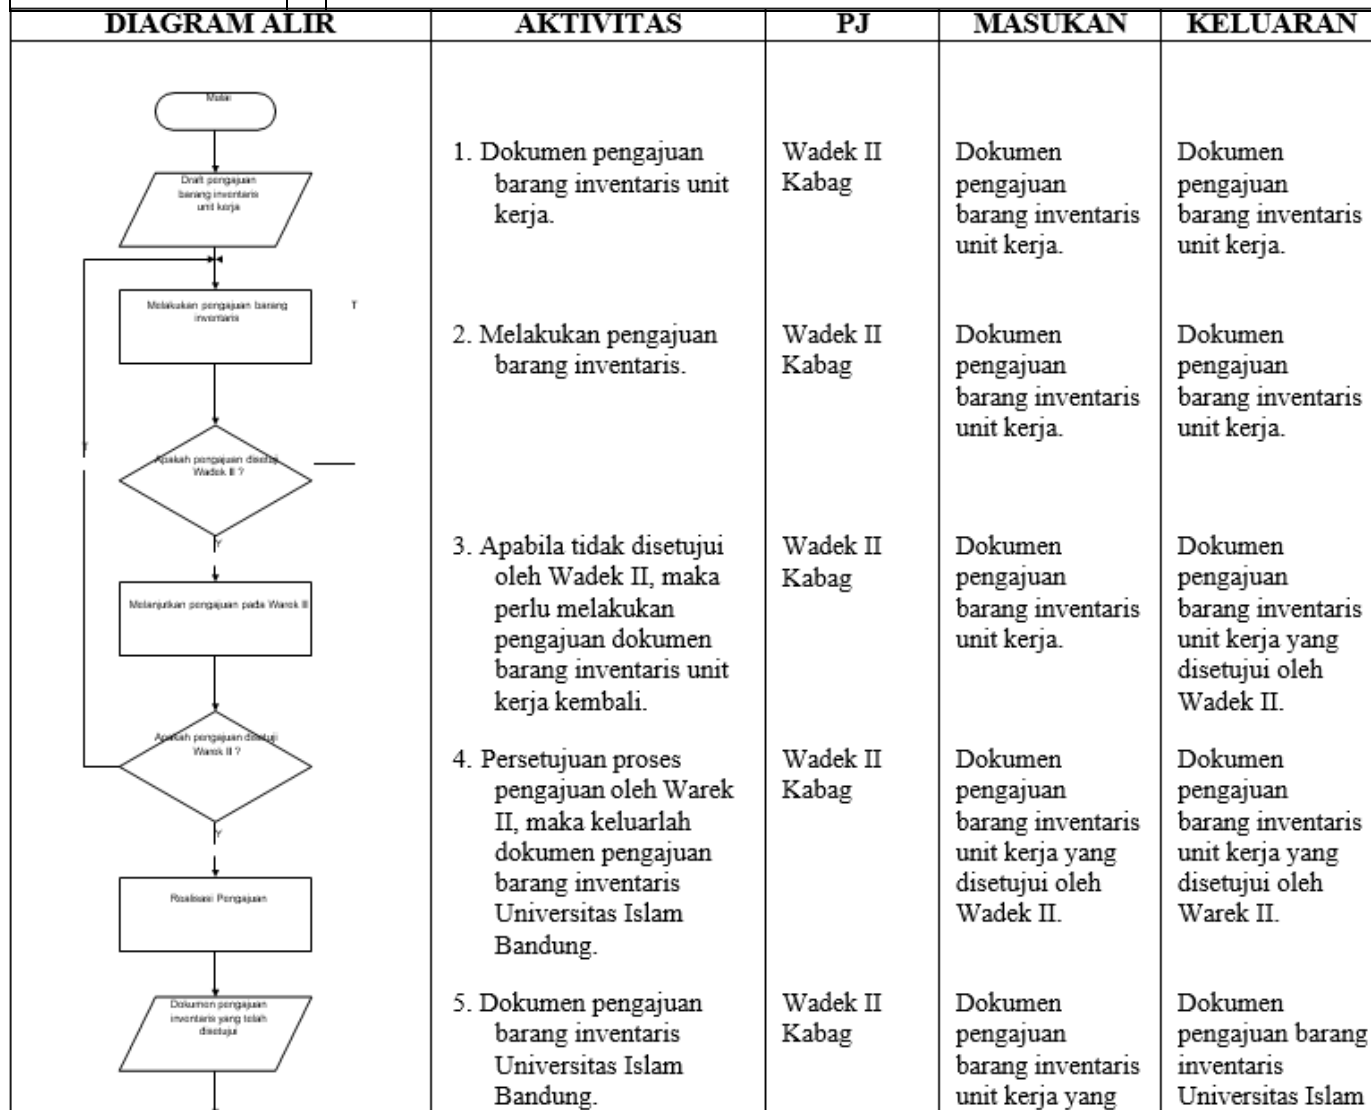 DIAGRAM ALIR
AKTIVITAS
PJ
MASUKAN
KELUARAN
Mulai
Draft pengajuan
barang inventaris
unit kerja
Melakukan pengajuan barang
inventaris
T
T
Apakah pengajuan disetuji
Wadek II ?
Y
Melanjutkan pengajuan pada Warek II
Apakah pengajuan disetuji
Warek II ?
Y
Realisasi Pengajuan
Dokumen pengajuan
inventaris yang telah
disetujui
1. Dokumen pengajuan
barang inventaris unit
kerja.
Wadek II
Kabag
Dokumen
pengajuan
barang inventaris
unit kerja.
Dokumen
pengajuan
barang inventaris
unit kerja.
2. Melakukan pengajuan
barang inventaris.
Wadek II
Kabag
Dokumen
pengajuan
barang inventaris
unit kerja.
Dokumen
pengajuan
barang inventaris
unit kerja.
3. Apabila tidak disetujui
oleh Wadek II, maka
perlu melakukan
pengajuan dokumen
barang inventaris unit
kerja kembali.
Wadek II
Kabag
Dokumen
pengajuan
barang inventaris
unit kerja.
Dokumen
pengajuan
barang inventaris
unit kerja yang
disetujui oleh
Wadek II.
4. Persetujuan proses
pengajuan oleh Warek
II, maka keluarlah
dokumen pengajuan
barang inventaris
Universitas Islam
Bandung.
Wadek II
Kabag
Dokumen
pengajuan
barang inventaris
unit kerja yang
disetujui oleh
Wadek II.
Dokumen
pengajuan
barang inventaris
unit kerja yang
disetujui oleh
Warek II.
5. Dokumen pengajuan
barang inventaris
Universitas Islam
Bandung.
Wadek II
Kabag
Dokumen
pengajuan
barang inventaris
unit kerja yang
Dokumen
pengajuan barang
inventaris
Universitas Islam